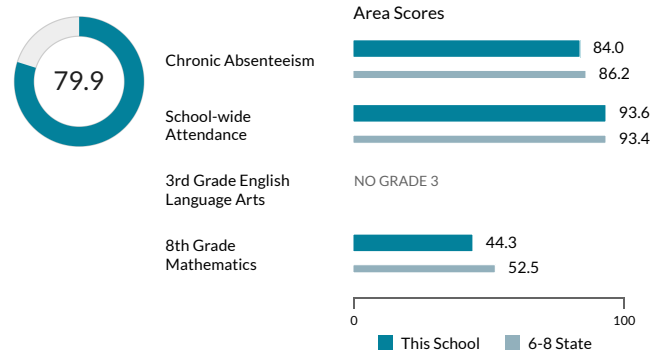 Area Scores
79.9
Chronic Absenteeism
84.0
86.2
School-wide
Attendance
93.6
93.4
3rd Grade English
Language Arts
NO GRADE 3
8th Grade
Mathematics
44.3
52.5
0
100
This School
6-8 State